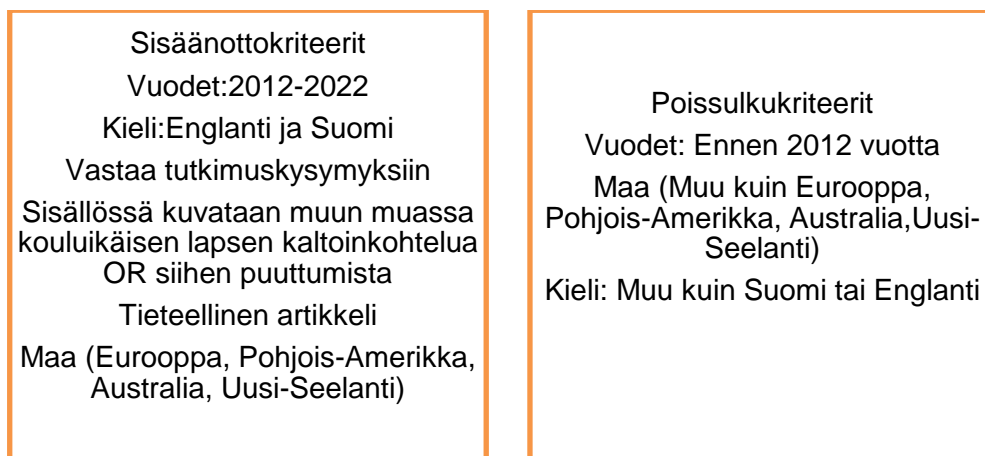 Sisäänottokriteerit
Vuodet:2012-2022
Kieli:Englanti ja Suomi
Vastaa tutkimuskysymyksiin
Sisällössä kuvataan muun muassa
kouluikäisen lapsen kaltoinkohtelua
OR siihen puuttumista
Tieteellinen artikkeli
Maa (Eurooppa, Pohjois-Amerikka,
Australia, Uusi-Seelanti)
Poissulkukriteerit
Vuodet: Ennen 2012 vuotta
Maa (Muu kuin Eurooppa,
Pohjois-Amerikka, Australia,Uusi-
Seelanti)
Kieli: Muu kuin Suomi tai Englanti